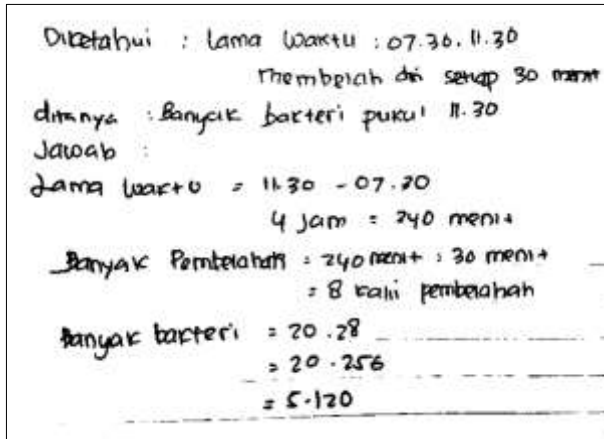 Diketahui : Lama Waktu : 07.30. 11.30
Membelah diri setiap 30 menit
ditanya : Banyak bakteri pukul 11.30
Jawab :
Lama Waktu = 11.30 - 07.30
4 Jam = 240 menit
Banyak Pembelahan = 240 menit : 30 menit
= 8 kali pembelahan
Banyak bakteri = 20 . 28
= 20 . 256
= 5.120